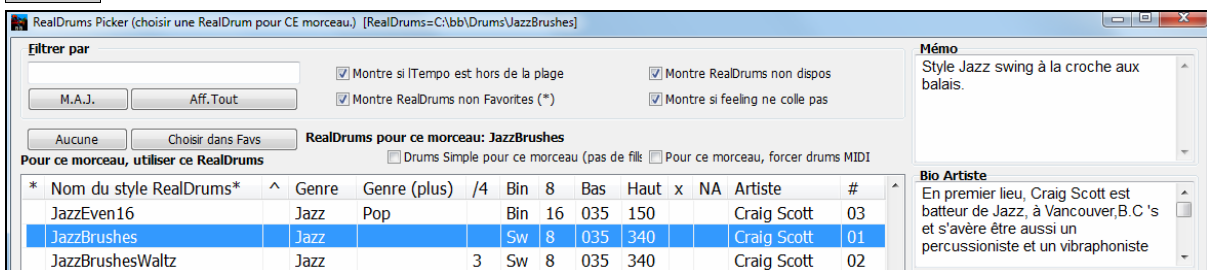 RealDrums Picker (choisir une RealDrum pour CE morceau.) [RealDrums=C:\bb\Drums\JazzBrushes]
Filtrer par
Montre si lTempo est hors de la plage
Montre RealDrums non dispos
M.A.J.
Aff.Tout
Montre RealDrums non Favorites (*)
Montre si feeling ne colle pas
Aucune
Choisir dans Favs
RealDrums pour ce morceau: JazzBrushes
Pour ce morceau, utiliser ce RealDrums
Drums Simple pour ce morceau (pas de fills
Pour ce morceau, forcer drums MIDI
* Nom du style RealDrums* ^ Genre Genre (plus) /4 Bin 8 Bas Haut x NA Artiste #
JazzEven16 Jazz Pop Bin 16 035 150 Craig Scott 03
JazzBrushes Jazz Sw 8 035 340 Craig Scott 01
JazzBrushesWaltz Jazz 3 Sw 8 035 340 Craig Scott 02
Mémo
Style Jazz swing à la croche aux
balais.
Bio Artiste
En premier lieu, Craig Scott est
batteur de Jazz, à Vancouver,B.C 's
et s'avère être aussi un
percussioniste et un vibraphoniste